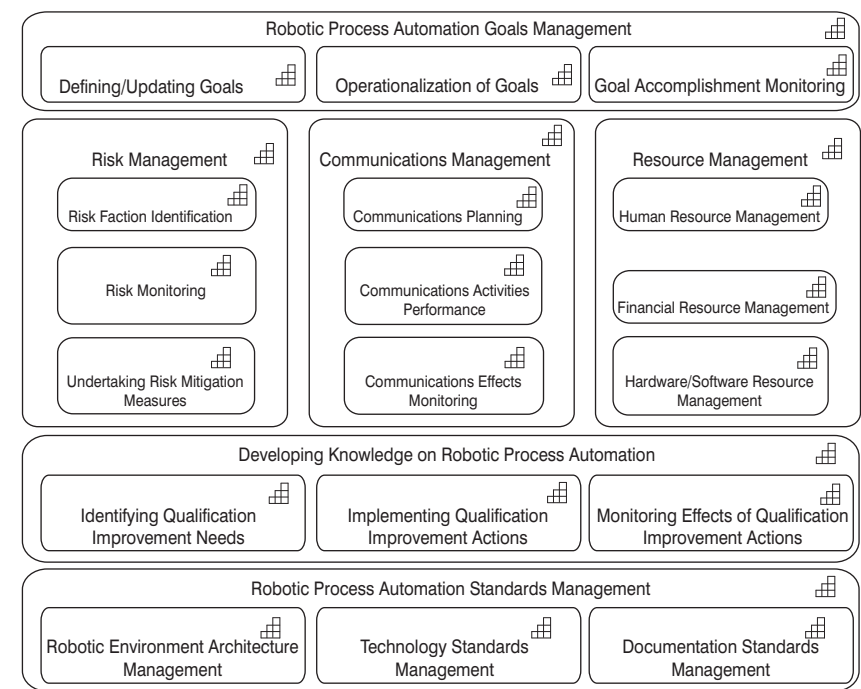 Robotic Process Automation Goals Management
Defining/Updating Goals
Operationalization of Goals
Goal Accomplishment Monitoring
Risk Management
Risk Faction Identification
Risk Monitoring
Undertaking Risk Mitigation
Measures
Communications Management
Communications Planning
Communications Activities
Performance
Communications Effects
Monitoring
Resource Management
Human Resource Management
Financial Resource Management
Hardware/Software Resource
Management
Developing Knowledge on Robotic Process Automation
Identifying Qualification
Improvement Needs
Implementing Qualification
Improvement Actions
Monitoring Effects of Qualification
Improvement Actions
Robotic Process Automation Standards Management
Robotic Environment Architecture
Management
Technology Standards
Management
Documentation Standards
Management